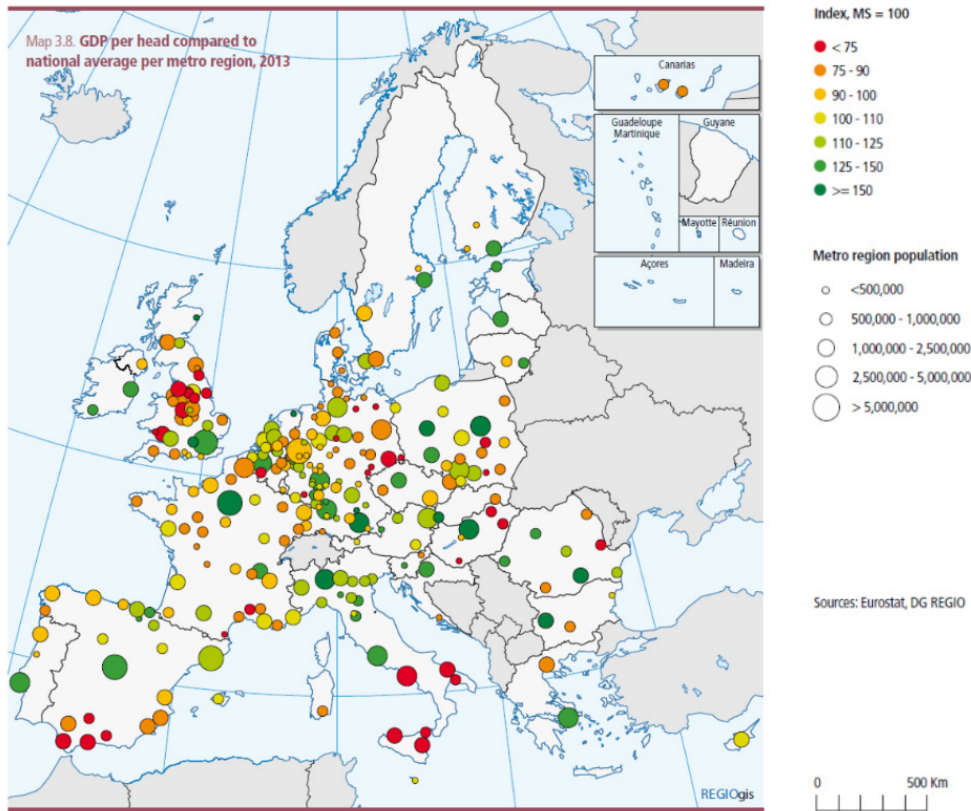 Map 3.8. GDP per head compared to
national average per metro region, 2013
Canarias
Guadeloupe
Martinique
Guyane
Mayotte
Réunion
Açores
Madeira
REGIOgis
Index, MS = 100
< 75
75 - 90
90 - 100
100 - 110
110 - 125
125 - 150
>= 150
Metro region population
<500,000
500,000 - 1,000,000
1,000,000 - 2,500,000
2,500,000 - 5,000,000
> 5,000,000
Sources: Eurostat, DG REGIO
0 500 Km